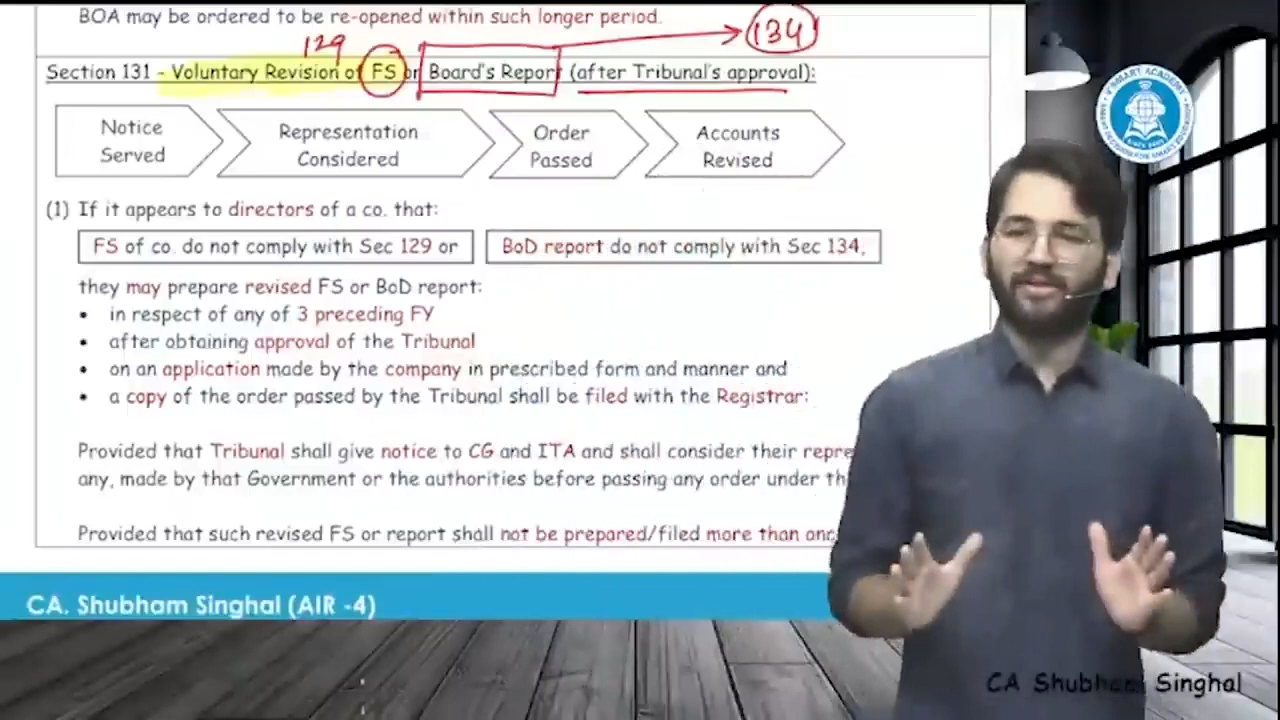 BOA may be ordered to be re-opened within such longer period.
129
134
Section 131 - Voluntary Revision of FS or Board's Report (after Tribunal's approval):
Notice Served
Representation Considered
Order Passed
Accounts Revised
(1) If it appears to directors of a co. that:
FS of co. do not comply with Sec 129 or
BoD report do not comply with Sec 134,
they may prepare revised FS or BoD report:
• in respect of any of 3 preceding FY
• after obtaining approval of the Tribunal
• on an application made by the company in prescribed form and manner and
• a copy of the order passed by the Tribunal shall be filed with the Registrar:
Provided that Tribunal shall give notice to CG and ITA and shall consider their repre
any, made by that Government or the authorities before passing any order under th
Provided that such revised FS or report shall not be prepared/filed more than onc
CA. Shubham Singhal (AIR -4)
V'SMART ACADEMY
CA Shubham Singhal